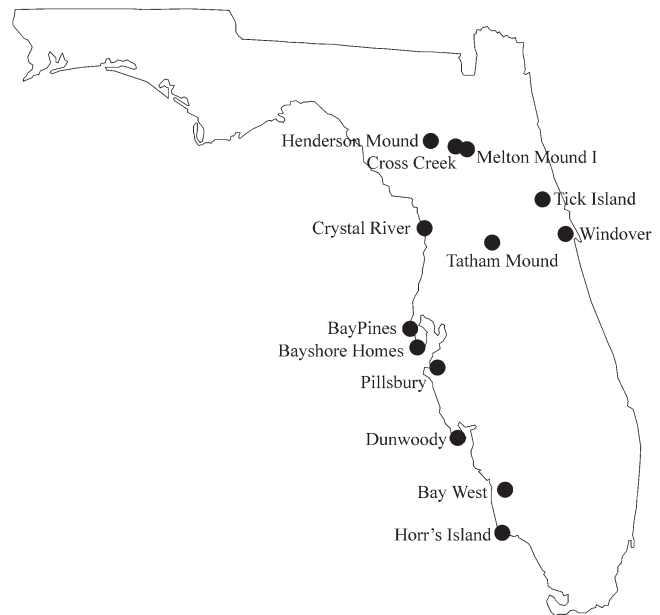 Henderson Mound
Cross Creek
Melton Mound I
Tick Island
Crystal River
Windover
Tatham Mound
BayPines
Bayshore Homes
Pillsbury
Dunwoody
Bay West
Horr's Island